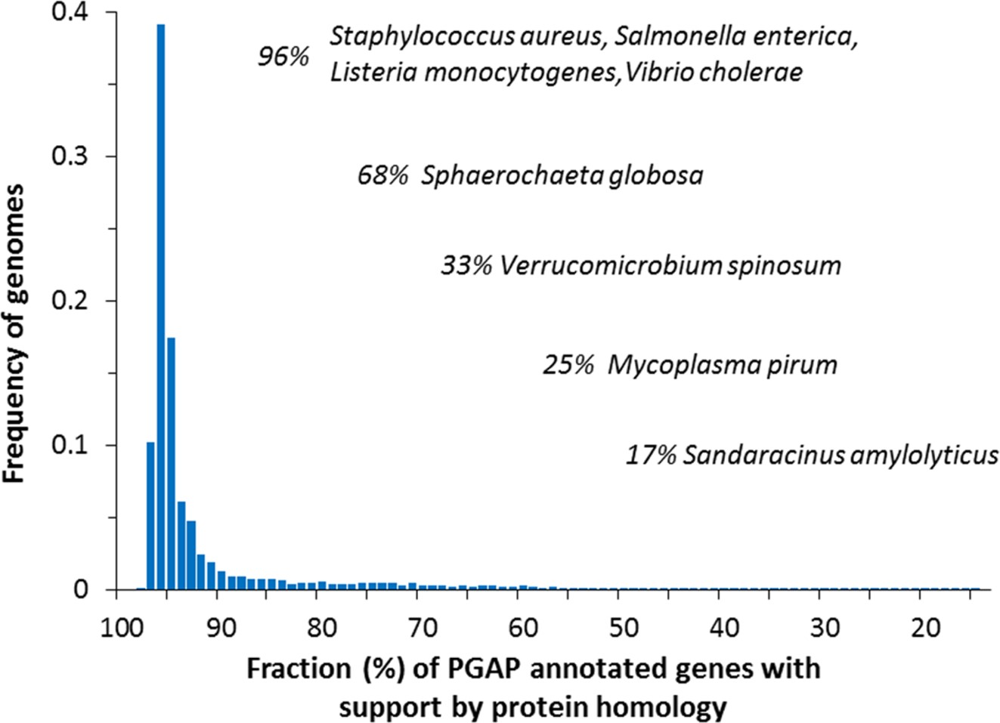 0.4
0.3
0.2
0.1
0
Frequency of genomes
96%
Staphylococcus aureus, Salmonella enterica,
Listeria monocytogenes,Vibrio cholerae
68% Sphaerochaeta globosa
33% Verrucomicrobium spinosum
25% Mycoplasma pirum
17% Sandaracinus amylolyticus
100 90 80 70 60 50 40 30 20
Fraction (%) of PGAP annotated genes with
support by protein homology